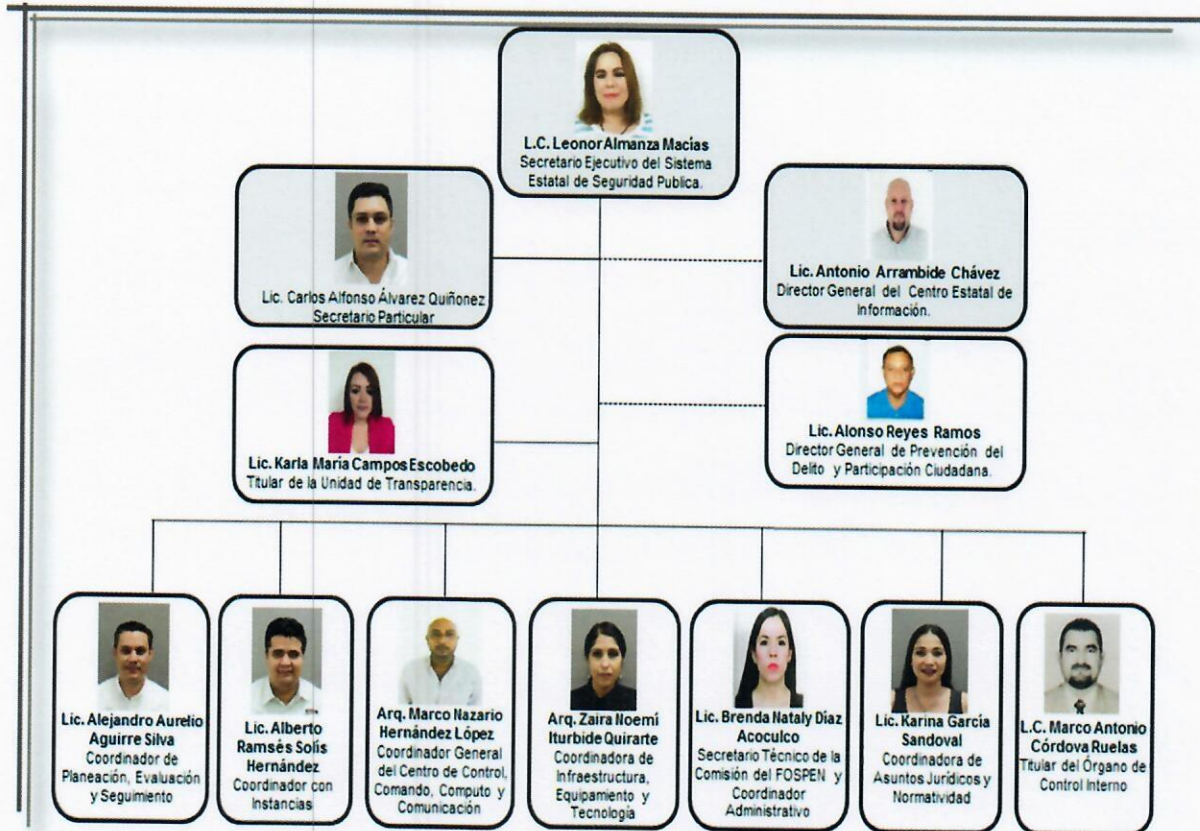 L.C. Leonor Almanza Macías
Secretario Ejecutivo del Sistema
Estatal de Seguridad Publica.
Lic. Carlos Alfonso Álvarez Quiñonez
Secretario Particular
Lic. Antonio Arrambide Chávez
Director General del Centro Estatal de
Información.
Lic. Karla María Campos Escobedo
Titular de la Unidad de Transparencia.
Lic. Alonso Reyes Ramos
Director General de Prevención del
Delito y Participación Ciudadana.
Lic. Alejandro Aurelio
Aguirre Silva
Coordinador de
Planeación, Evaluación
y Seguimiento
Lic. Alberto
Ramsés Solís
Hernández
Coordinador con
Instancias
Arq. Marco Nazario
Hernández López
Coordinador General
del Centro de Control,
Comando, Computo y
Comunicación
Arq. Zaira Noemí
Iturbide Quirarte
Coordinadora de
Infraestructura,
Equipamiento y
Tecnología
Lic. Brenda Nataly Díaz
Acoculco
Secretario Técnico de la
Comisión del FOSPEN y
Coordinador
Administrativo
Lic. Karina García
Sandoval
Coordinadora de
Asuntos Jurídicos y
Normatividad
L.C. Marco Antonio
Córdova Ruelas
Titular del Órgano de
Control Interno